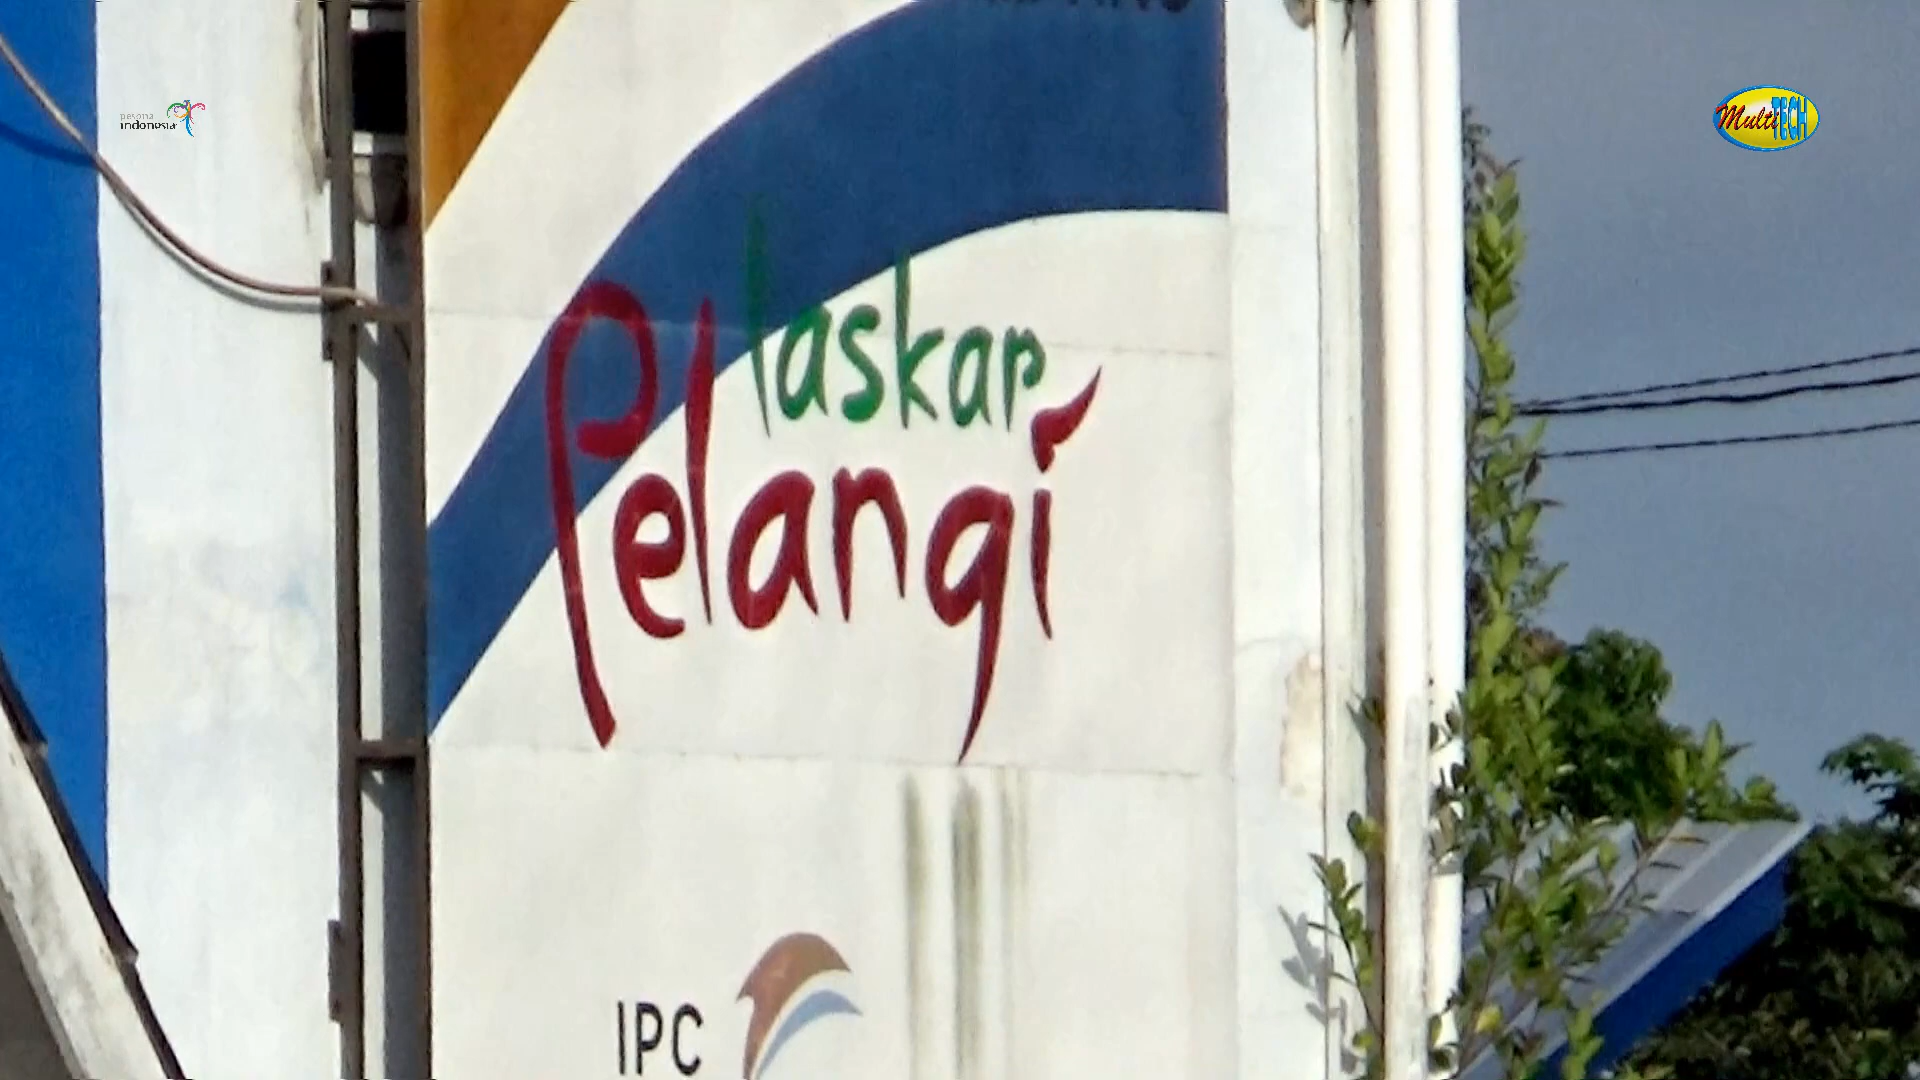 pesona
indonesia
MultiTECH
laskar
Pelangi
IPC